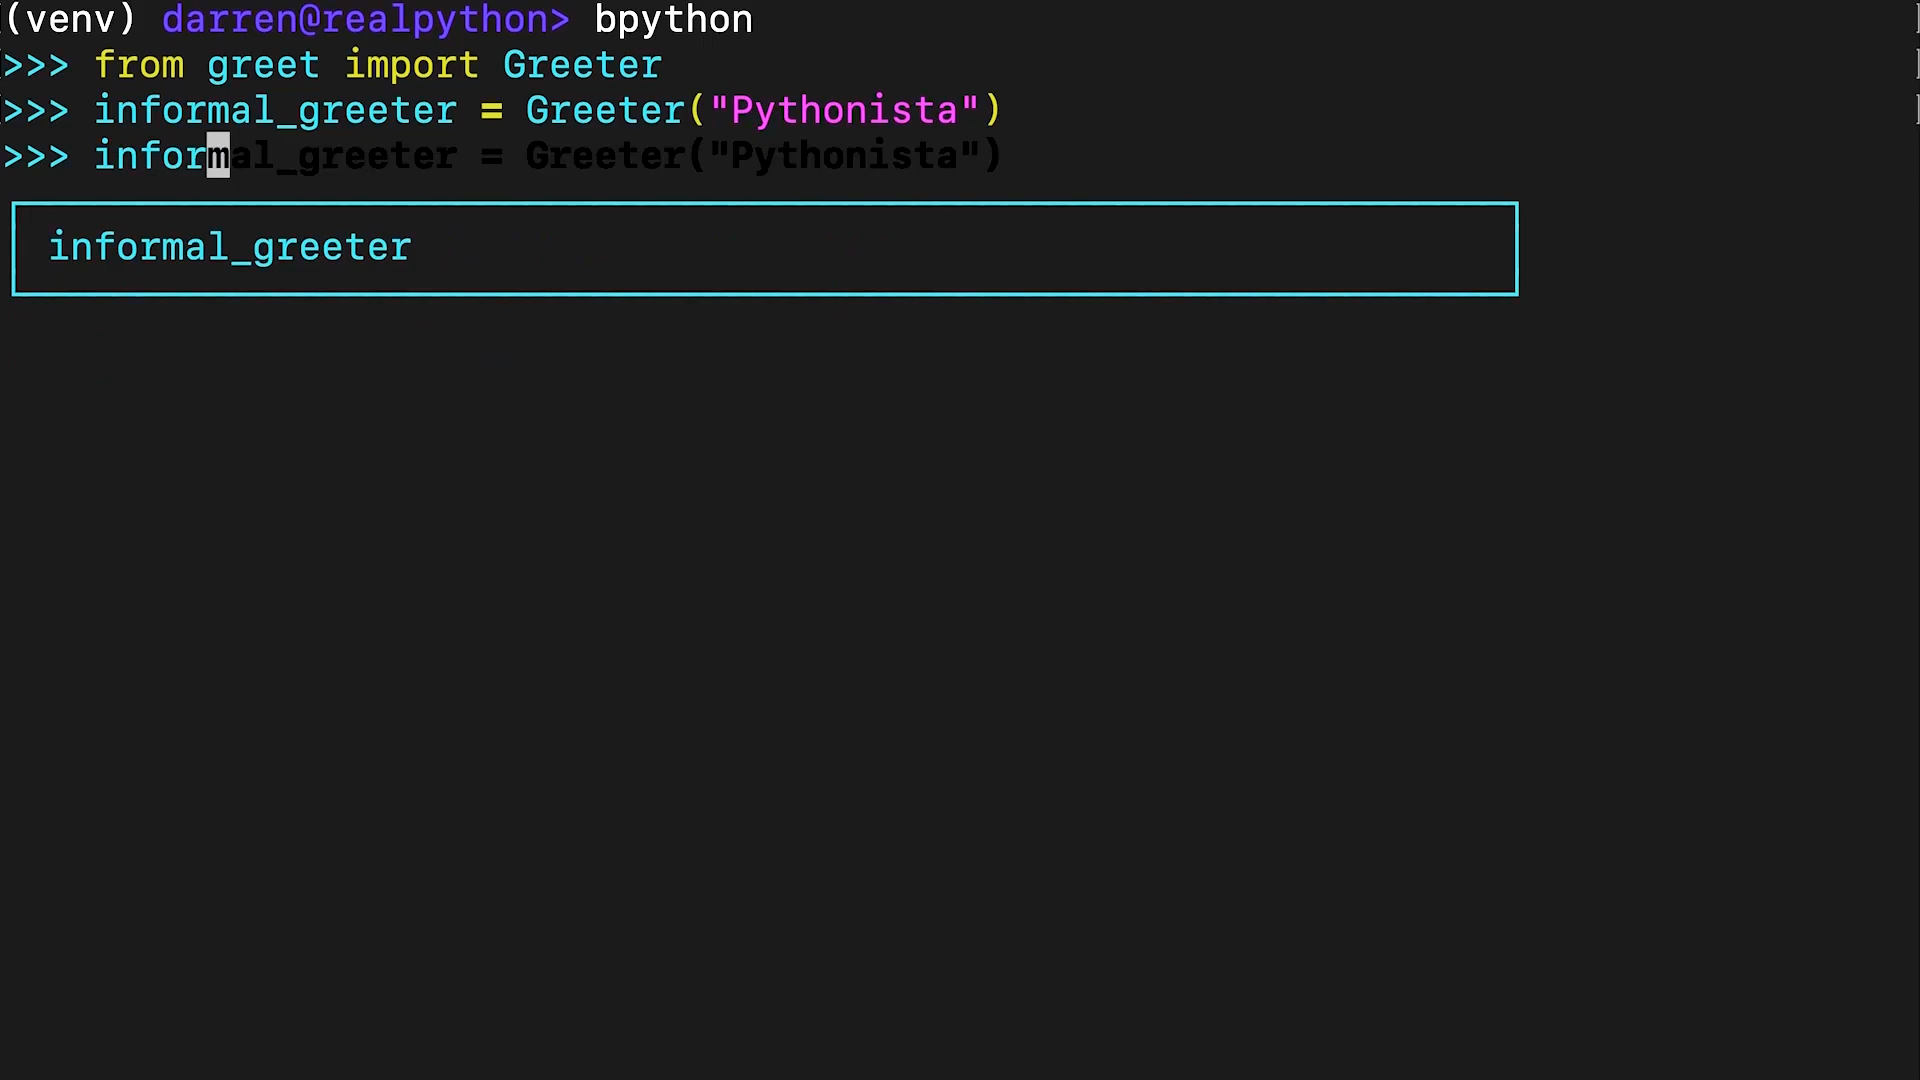 (venv) darren@realpython> bpython
>>> from greet import Greeter
>>> informal_greeter = Greeter("Pythonista")
>>> informal_greeter = Greeter("Pythonista")
informal_greeter